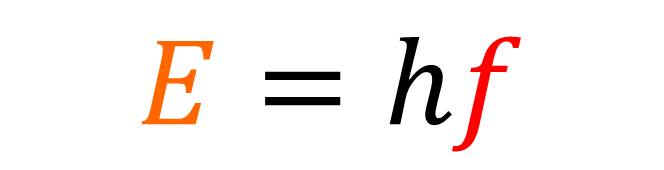 E = hf